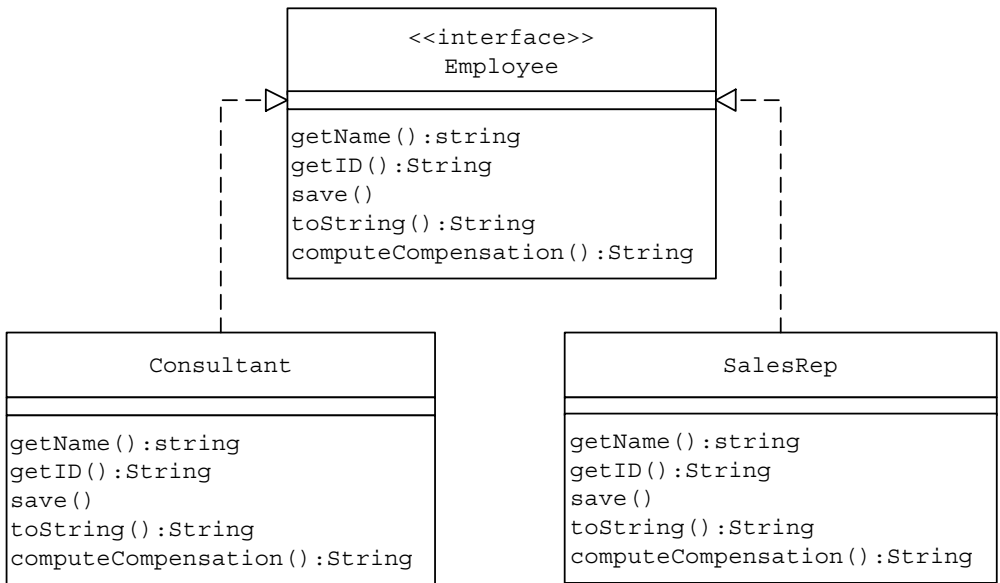 <<interface>>
Employee
getName():string
getID():String
save()
toString():String
computeCompensation():String
Consultant
getName():string
getID():String
save()
toString():String
computeCompensation():String
SalesRep
getName():string
getID():String
save()
toString():String
computeCompensation():String